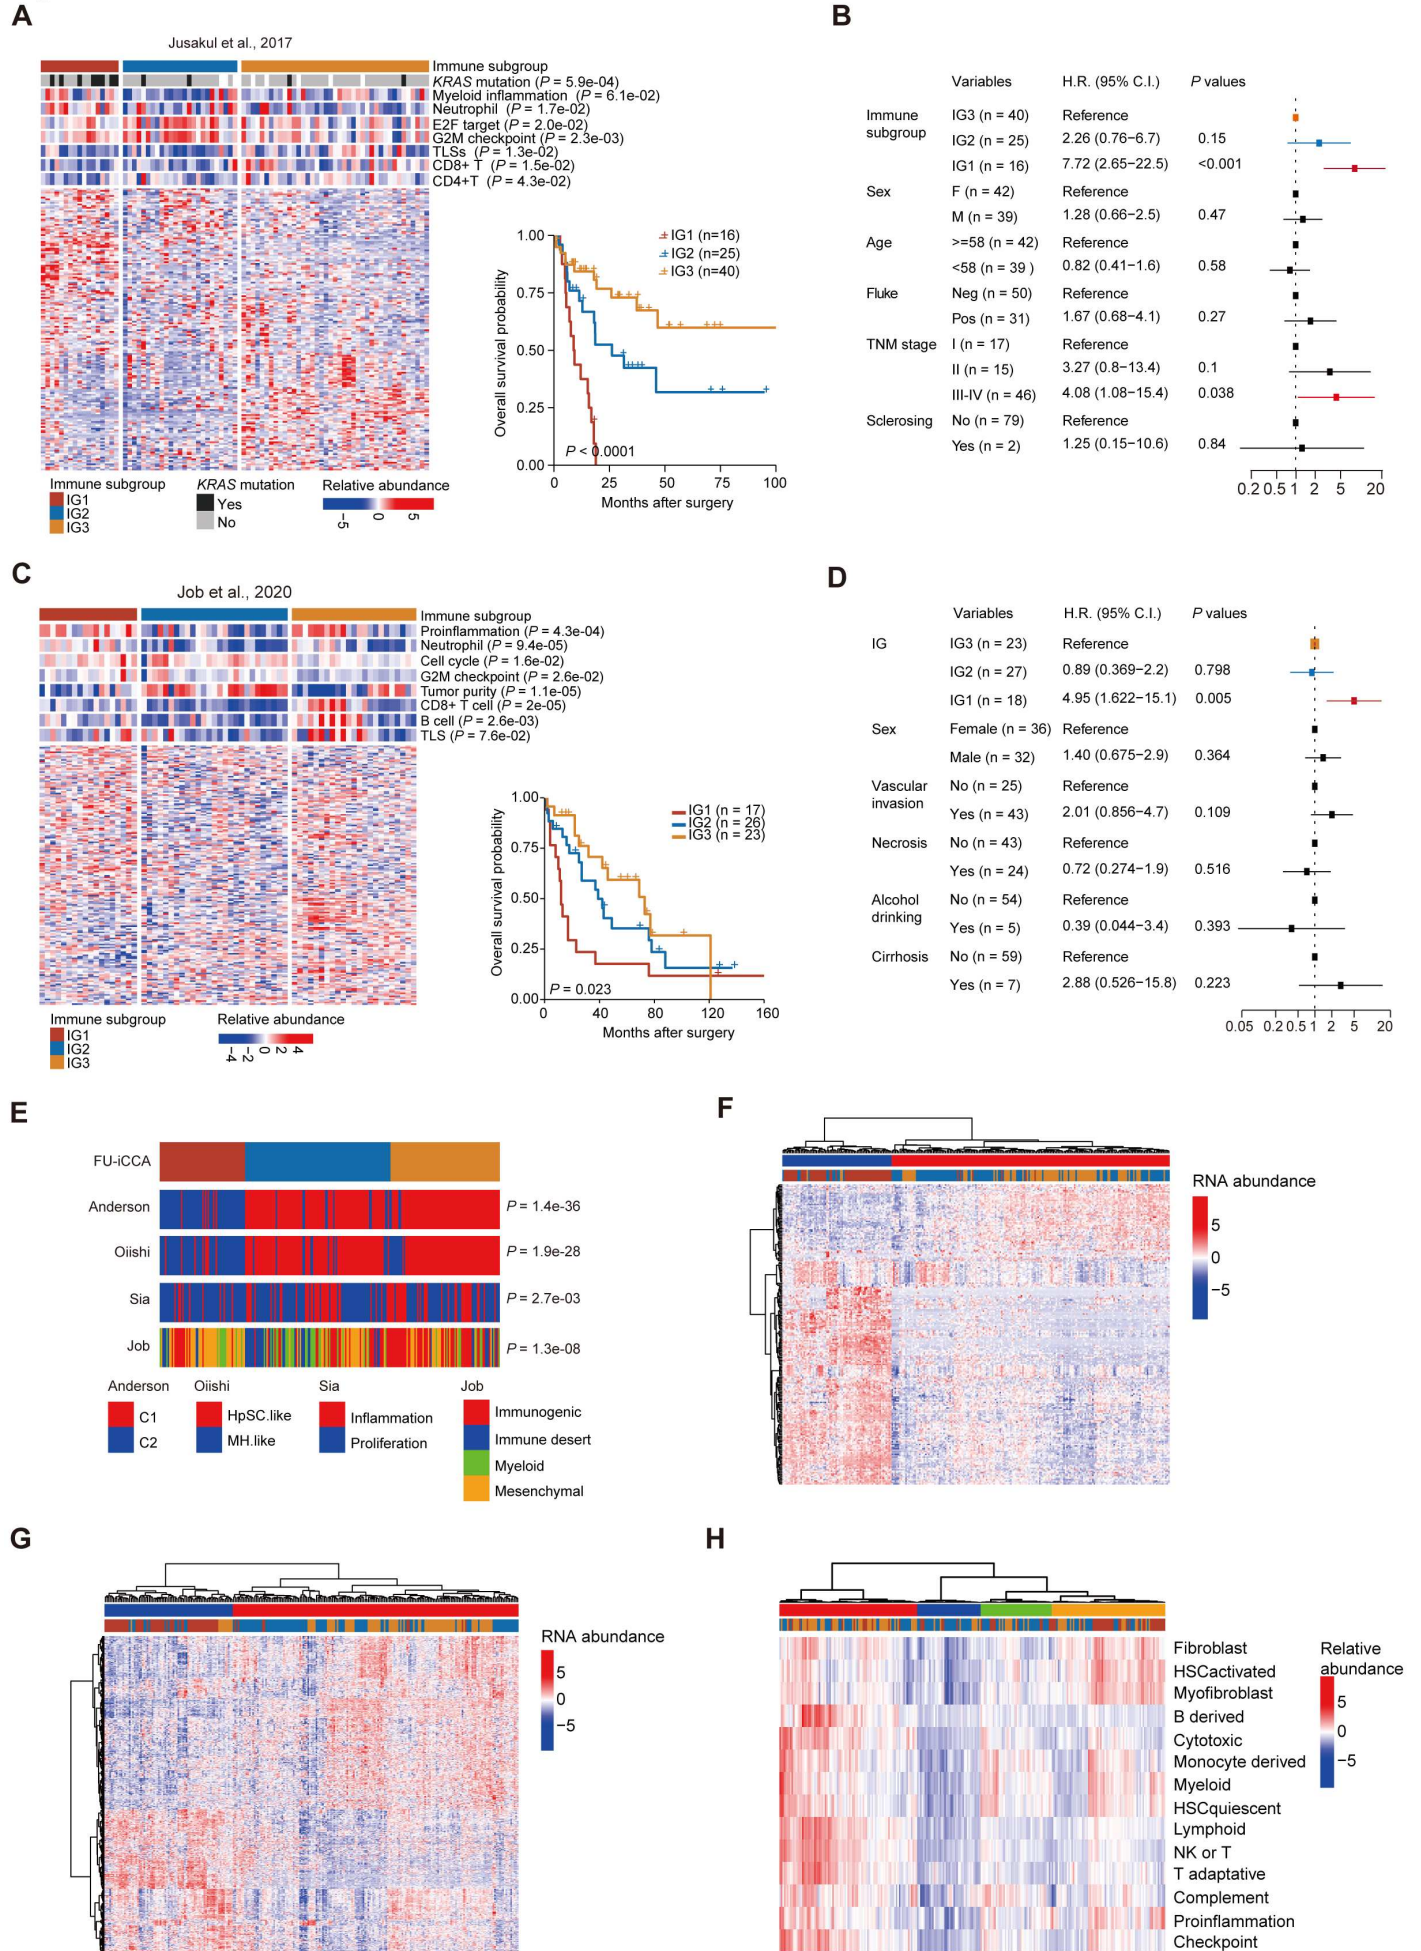 A
Jusakul et al., 2017
Immune subgroup
KRAS mutation (P = 5.9e-04)
Myeloid inflammation (P = 6.1e-02)
Neutrophil (P = 1.7e-02)
E2F target (P = 2.0e-02)
G2M checkpoint (P = 2.3e-03)
TLSs (P = 1.3e-02)
CD8+ T (P = 1.5e-02)
CD4+T (P = 4.3e-02)
Immune subgroup
IG1
IG2
IG3
KRAS mutation
Yes
No
Relative abundance
−5 0 5
Overall survival probability
1.00
0.75
0.50
0.25
0.00
IG1 (n=16)
IG2 (n=25)
IG3 (n=40)
P < 0.0001
0 25 50 75 100
Months after surgery
B
Variables H.R. (95% C.I.) P values
Immune subgroup IG3 (n = 40) Reference
IG2 (n = 25) 2.26 (0.76−6.7) 0.15
IG1 (n = 16) 7.72 (2.65−22.5) <0.001
Sex F (n = 42) Reference
M (n = 39) 1.28 (0.66−2.5) 0.47
Age >=58 (n = 42) Reference
<58 (n = 39 ) 0.82 (0.41−1.6) 0.58
Fluke Neg (n = 50) Reference
Pos (n = 31) 1.67 (0.68−4.1) 0.27
TNM stage I (n = 17) Reference
II (n = 15) 3.27 (0.8−13.4) 0.1
III-IV (n = 46) 4.08 (1.08−15.4) 0.038
Sclerosing No (n = 79) Reference
Yes (n = 2) 1.25 (0.15−10.6) 0.84
0.2 0.5 1 2 5 20
C
Job et al., 2020
Immune subgroup
Proinflammation (P = 4.3e-04)
Neutrophil (P = 9.4e-05)
Cell cycle (P = 1.6e-02)
G2M checkpoint (P = 2.6e-02)
Tumor purity (P = 1.1e-05)
CD8+ T cell (P = 2e-05)
B cell (P = 2.6e-03)
TLS (P = 7.6e-02)
Immune subgroup
IG1
IG2
IG3
Relative abundance
−4 −2 0 2 4
Overall survival probability
1.00
0.75
0.50
0.25
0.00
IG1 (n = 17)
IG2 (n = 26)
IG3 (n = 23)
P = 0.023
0 40 80 120 160
Months after surgery
D
Variables H.R. (95% C.I.) P values
IG IG3 (n = 23) Reference
IG2 (n = 27) 0.89 (0.369−2.2) 0.798
IG1 (n = 18) 4.95 (1.622−15.1) 0.005
Sex Female (n = 36) Reference
Male (n = 32) 1.40 (0.675−2.9) 0.364
Vascular invasion No (n = 25) Reference
Yes (n = 43) 2.01 (0.856−4.7) 0.109
Necrosis No (n = 43) Reference
Yes (n = 24) 0.72 (0.274−1.9) 0.516
Alcohol drinking No (n = 54) Reference
Yes (n = 5) 0.39 (0.044−3.4) 0.393
Cirrhosis No (n = 59) Reference
Yes (n = 7) 2.88 (0.526−15.8) 0.223
0.05 0.2 0.5 1 2 5 20
E
FU-iCCA
Anderson P = 1.4e-36
Oiishi P = 1.9e-28
Sia P = 2.7e-03
Job P = 1.3e-08
Anderson
C1
C2
Oiishi
HpSC.like
MH.like
Sia
Inflammation
Proliferation
Job
Immunogenic
Immune desert
Myeloid
Mesenchymal
F
RNA abundance
5
0
−5
G
RNA abundance
5
0
−5
H
Fibroblast
HSCactivated
Myofibroblast
B derived
Cytotoxic
Monocyte derived
Myeloid
HSCquiescent
Lymphoid
NK or T
T adaptative
Complement
Proinflammation
Checkpoint
Relative
abundance
5
0
−5